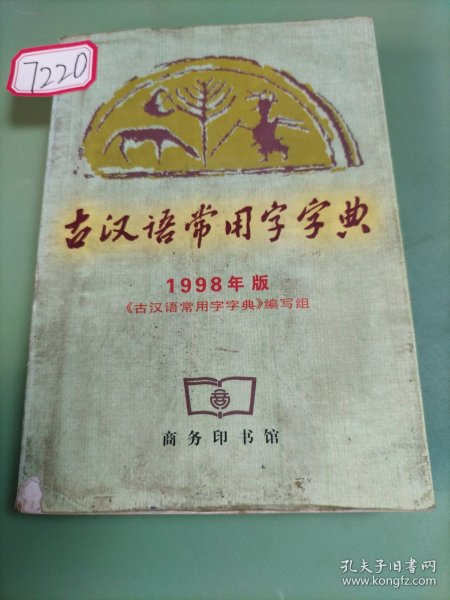 7220
古汉语常用字字典
1998年版
《古汉语常用字字典》编写组
商务印书馆
孔夫子旧书网
www.kongfz.com